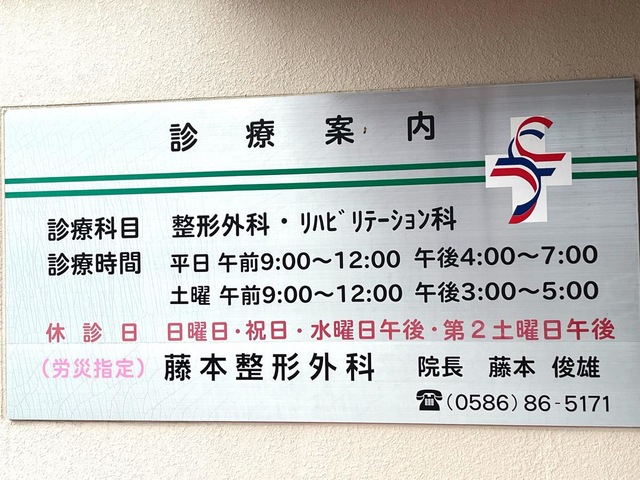 診療案内
診療科目 整形外科・ﾘﾊﾋﾞﾘﾃｰｼｮﾝ科
診療時間 平日 午前9:00〜12:00 午後4:00〜7:00
土曜 午前9:00〜12:00 午後3:00〜5:00
休診日 日曜日・祝日・水曜日午後・第2土曜日午後
(労災指定) 藤本整形外科 院長 藤本 俊雄
☎(0586)86-5171